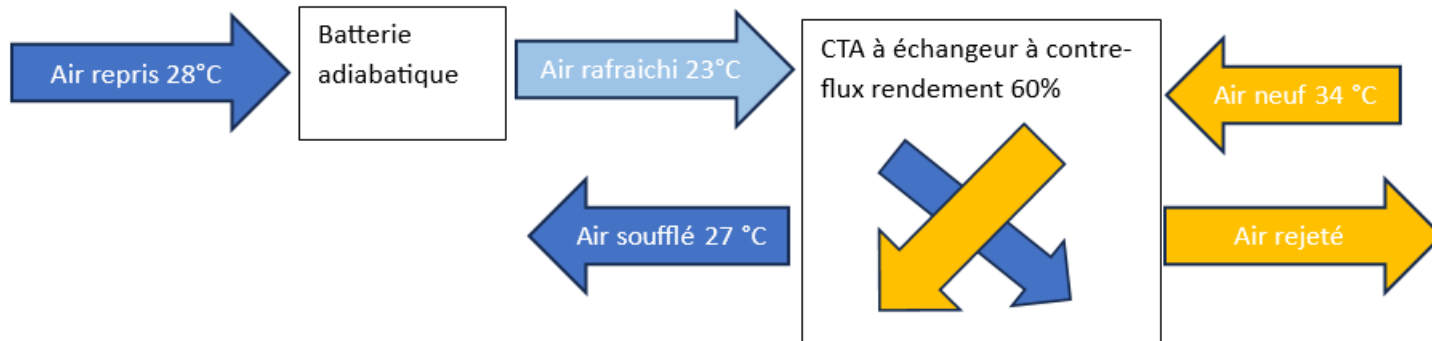 Air repris 28°C
Batterie
adiabatique
Air rafraichi 23°C
CTA à échangeur à contre-
flux rendement 60%
Air neuf 34 °C
Air soufflé 27 °C
Air rejeté